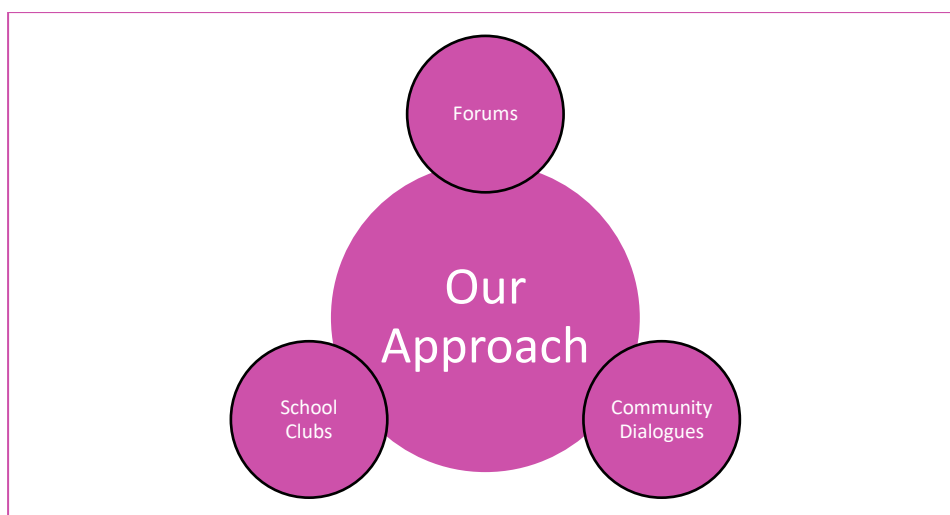 Forums
Our
Approach
School
Clubs
Community
Dialogues